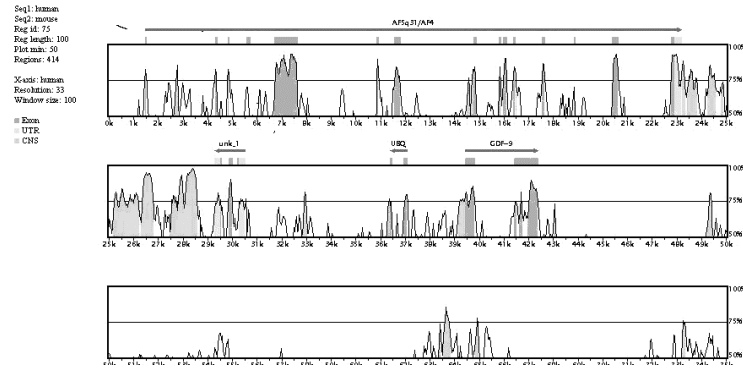 Seq1: human
Seq2: mouse
Reg id: 75
Reg length: 100
Plot min: 50
Regions: 414
X-axis: human
Resolution: 33
Window size: 100
Exon
UTR
CNS
AF5q31/AF4
100%
75%
50%
0k 1k 2k 3k 4k 5k 6k 7k 8k 9k 10k 11k 12k 13k 14k 15k 16k 17k 18k 19k 20k 21k 22k 23k 24k 25k
unk_1 UBQ GDF-9
100%
75%
50%
25k 26k 27k 28k 29k 30k 31k 32k 33k 34k 35k 36k 37k 38k 39k 40k 41k 42k 43k 44k 45k 46k 47k 48k 49k 50k
100%
75%
50%